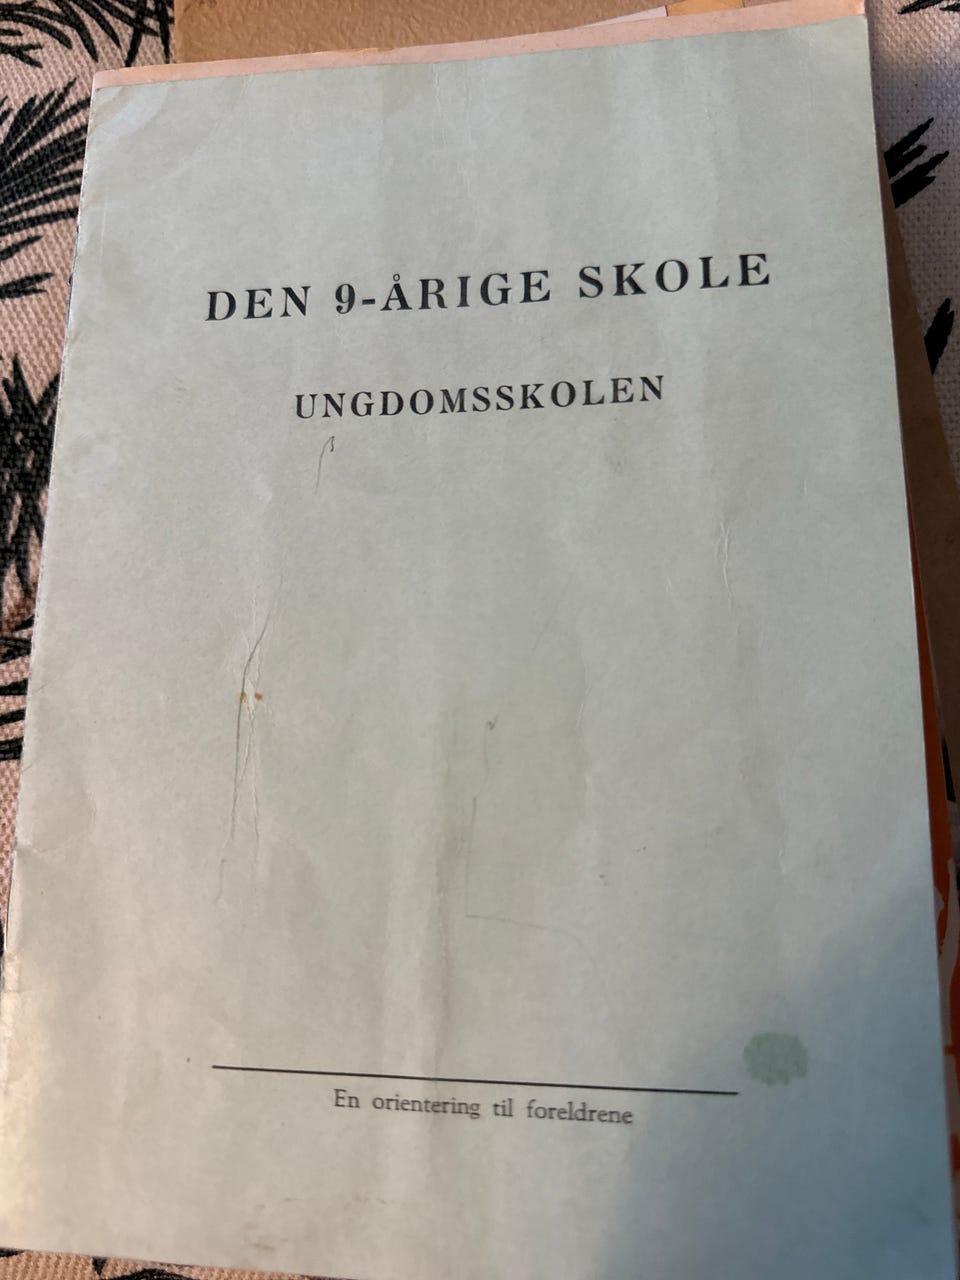 DEN 9-ÅRIGE SKOLE
UNGDOMSSKOLEN
En orientering til foreldrene